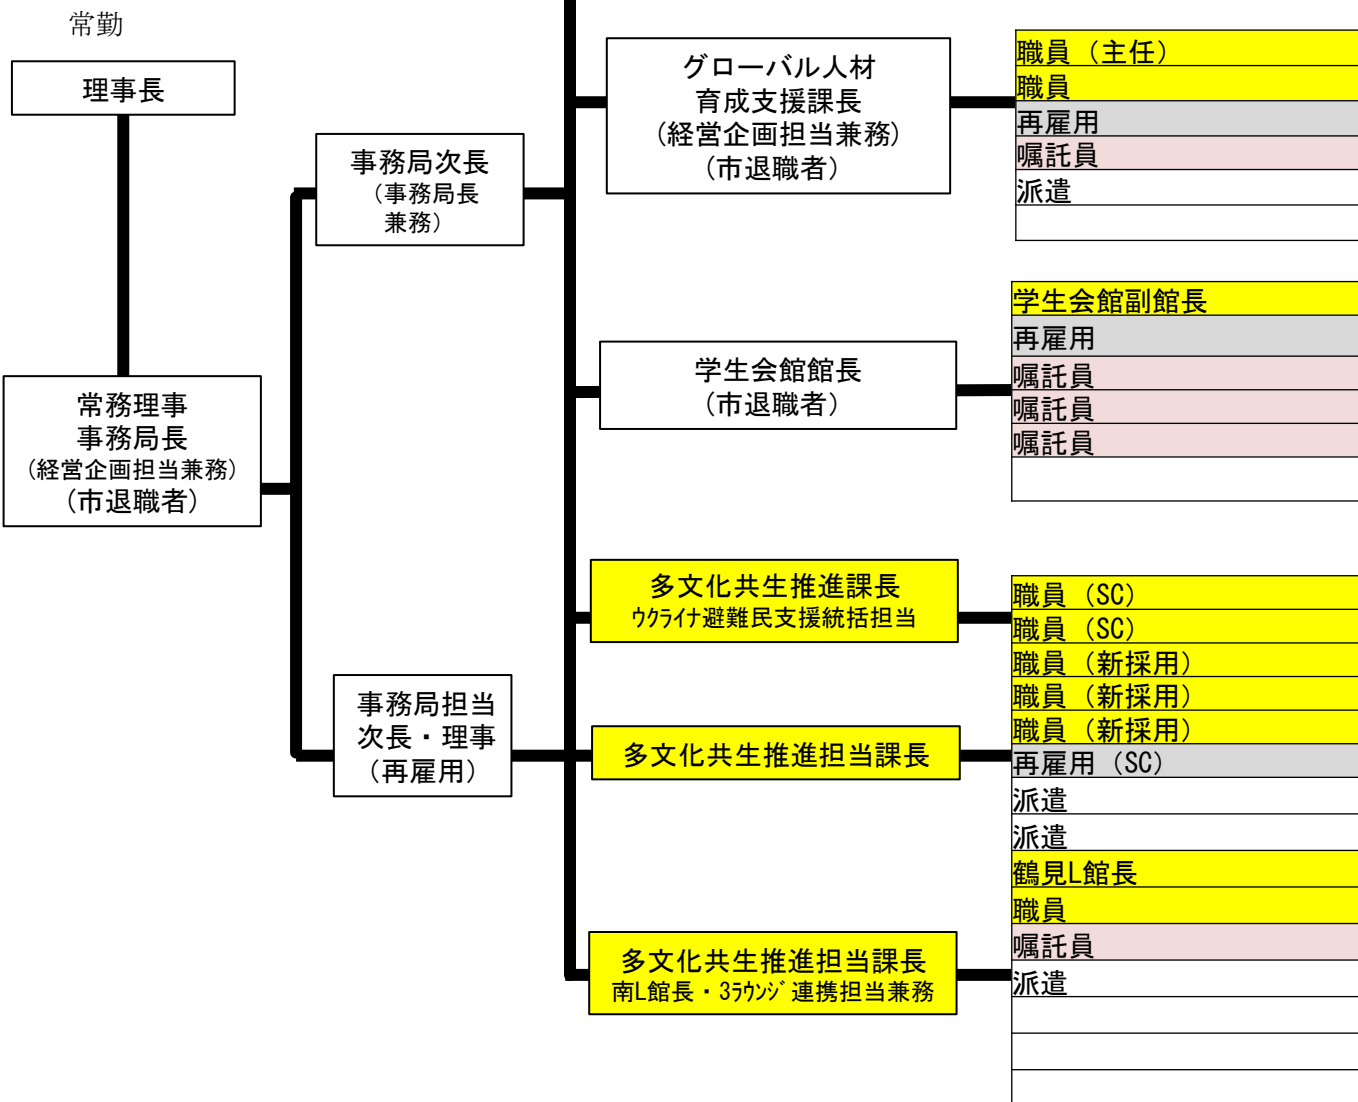 常勤
理事長
常務理事
事務局長
(経営企画担当兼務)
(市退職者)
事務局次長
(事務局長
兼務)
事務局担当
次長・理事
(再雇用)
グローバル人材
育成支援課長
(経営企画担当兼務)
(市退職者)
職員(主任)
職員
再雇用
嘱託員
派遣
学生会館館長
(市退職者)
学生会館副館長
再雇用
嘱託員
嘱託員
嘱託員
多文化共生推進課長
ウクライナ避難民支援統括担当
多文化共生推進担当課長
多文化共生推進担当課長
南L館長・3ラウンジ連携担当兼務
職員(SC)
職員(SC)
職員(新採用)
職員(新採用)
職員(新採用)
再雇用(SC)
派遣
派遣
鶴見L館長
職員
嘱託員
派遣